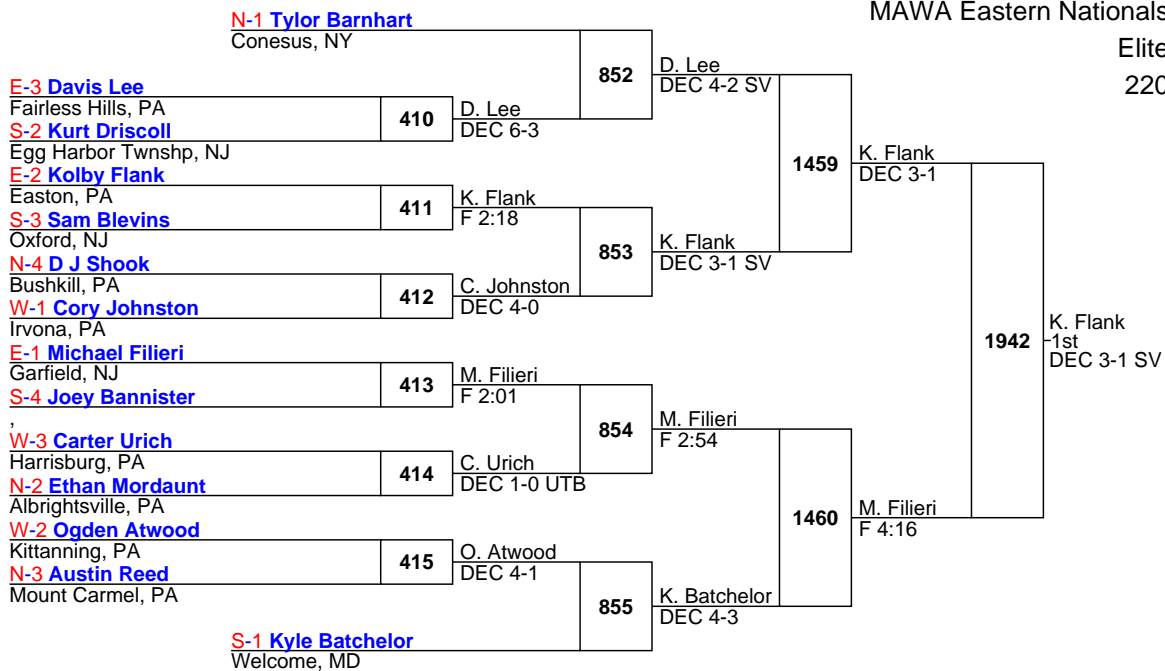 MAWA Eastern Nationals
Elite
220
N-1 Tylor Barnhart
Conesus, NY
852
D. Lee
DEC 4-2 SV
E-3 Davis Lee
Fairless Hills, PA
410
D. Lee
DEC 6-3
S-2 Kurt Driscoll
Egg Harbor Twnshp, NJ
1459
K. Flank
DEC 3-1
E-2 Kolby Flank
Easton, PA
411
K. Flank
F 2:18
S-3 Sam Blevins
Oxford, NJ
853
K. Flank
DEC 3-1 SV
N-4 D J Shook
Bushkill, PA
412
C. Johnston
DEC 4-0
W-1 Cory Johnston
Irvona, PA
1942
K. Flank
1st
DEC 3-1 SV
E-1 Michael Filieri
Garfield, NJ
413
M. Filieri
F 2:01
S-4 Joey Bannister
,
854
M. Filieri
F 2:54
W-3 Carter Urich
Harrisburg, PA
414
C. Urich
DEC 1-0 UTB
N-2 Ethan Mordaunt
Albrightsville, PA
1460
M. Filieri
F 4:16
W-2 Ogden Atwood
Kittanning, PA
415
O. Atwood
DEC 4-1
N-3 Austin Reed
Mount Carmel, PA
855
K. Batchelor
DEC 4-3
S-1 Kyle Batchelor
Welcome, MD